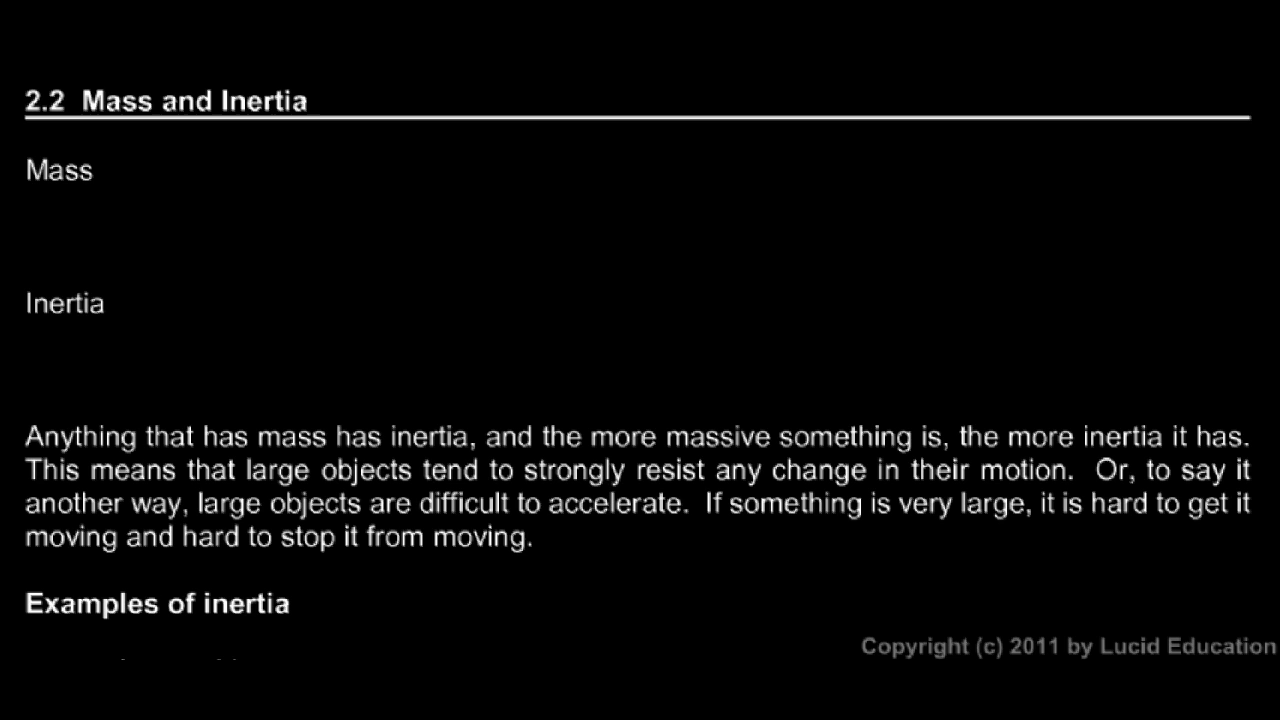 2.2 Mass and Inertia
Mass
Inertia
Anything that has mass has inertia, and the more massive something is, the more inertia it has.
This means that large objects tend to strongly resist any change in their motion. Or, to say it
another way, large objects are difficult to accelerate. If something is very large, it is hard to get it
moving and hard to stop it from moving.
Examples of inertia
Copyright (c) 2011 by Lucid Education